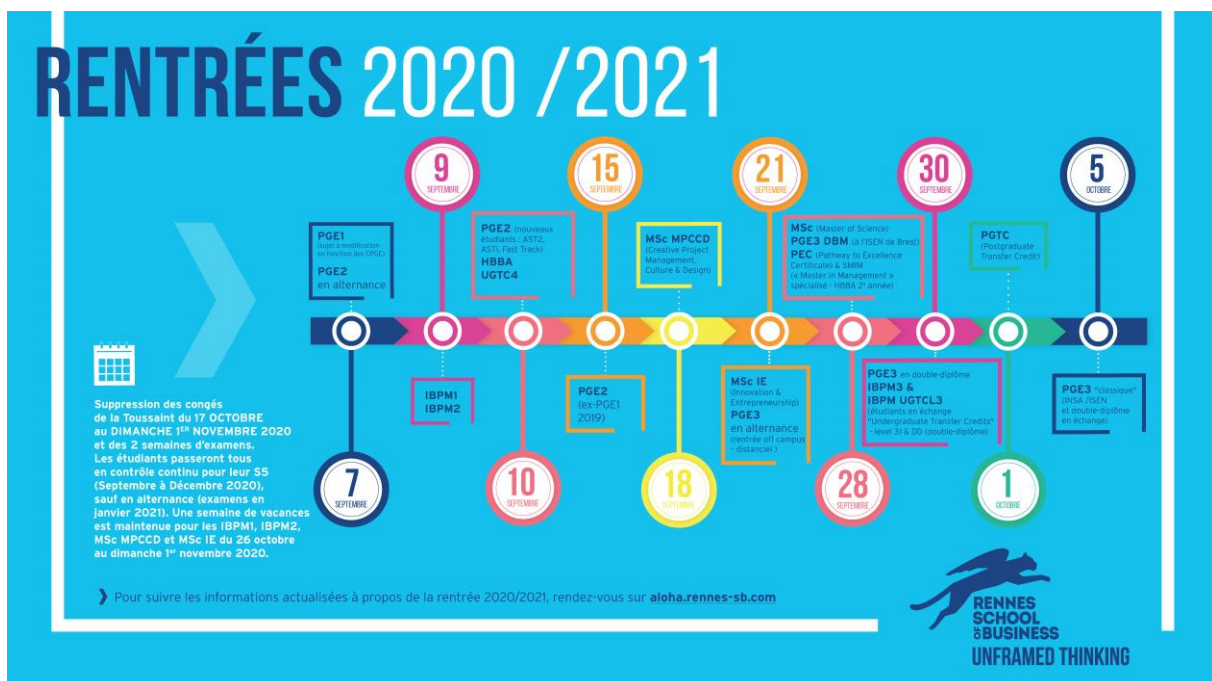 RENTRÉES 2020 /2021
7
SEPTEMBRE
PGE1
(sujet à modification
en fonction des CPGE)
PGE2
en alternance
9
SEPTEMBRE
IBPM1
IBPM2
10
SEPTEMBRE
PGE2 (nouveaux
étudiants : AST2,
AST1, Fast Track)
HBBA
UGTC4
15
SEPTEMBRE
PGE2
(ex-PGE1
2019)
18
SEPTEMBRE
MSc MPCCD
(Creative Project
Management,
Culture & Design)
21
SEPTEMBRE
MSc IE
(Innovation &
Entrepreneurship)
PGE3
en alternance
(rentrée off campus
- distanciel )
28
SEPTEMBRE
MSc (Master of Science)
PGE3 DBM (à l'ISEN de Brest)
PEC (Pathway to Excellence
Certificate) & SMIM
(« Master in Management »
spécialisé - HBBA 2e année)
30
SEPTEMBRE
PGE3 en double-diplôme
IBPM3 &
IBPM UGTCL3
(étudiants en échange
"Undergraduate Transfer Credits"
- level 3) & DD (double-diplôme)
1
OCTOBRE
PGTC
(Postgraduate
Transfer Credit)
5
OCTOBRE
PGE3 "classique"
(INSA /ISEN
et double-diplôme
en échange)
Suppression des congés
de la Toussaint du 17 OCTOBRE
au DIMANCHE 1ER NOVEMBRE 2020
et des 2 semaines d'examens.
Les étudiants passeront tous
en contrôle continu pour leur S5
(Septembre à Décembre 2020),
sauf en alternance (examens en
janvier 2021). Une semaine de vacances
est maintenue pour les IBPM1, IBPM2,
MSc MPCCD et MSc IE du 26 octobre
au dimanche 1er novembre 2020.
Pour suivre les informations actualisées à propos de la rentrée 2020/2021, rendez-vous sur aloha.rennes-sb.com
RENNES
SCHOOL
OF BUSINESS
UNFRAMED THINKING